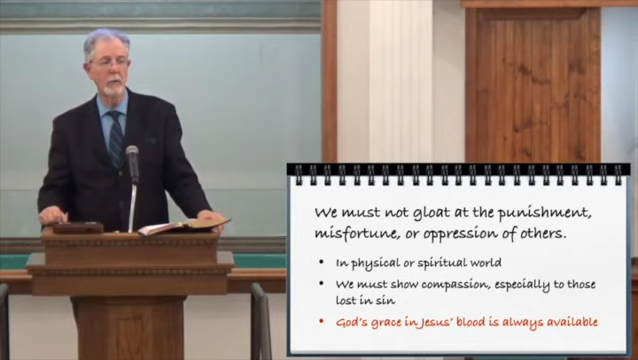 We must not gloat at the punishment,
misfortune, or oppression of others.
• In physical or spiritual world
• We must show compassion, especially to those
lost in sin
• God's grace in Jesus' blood is always available